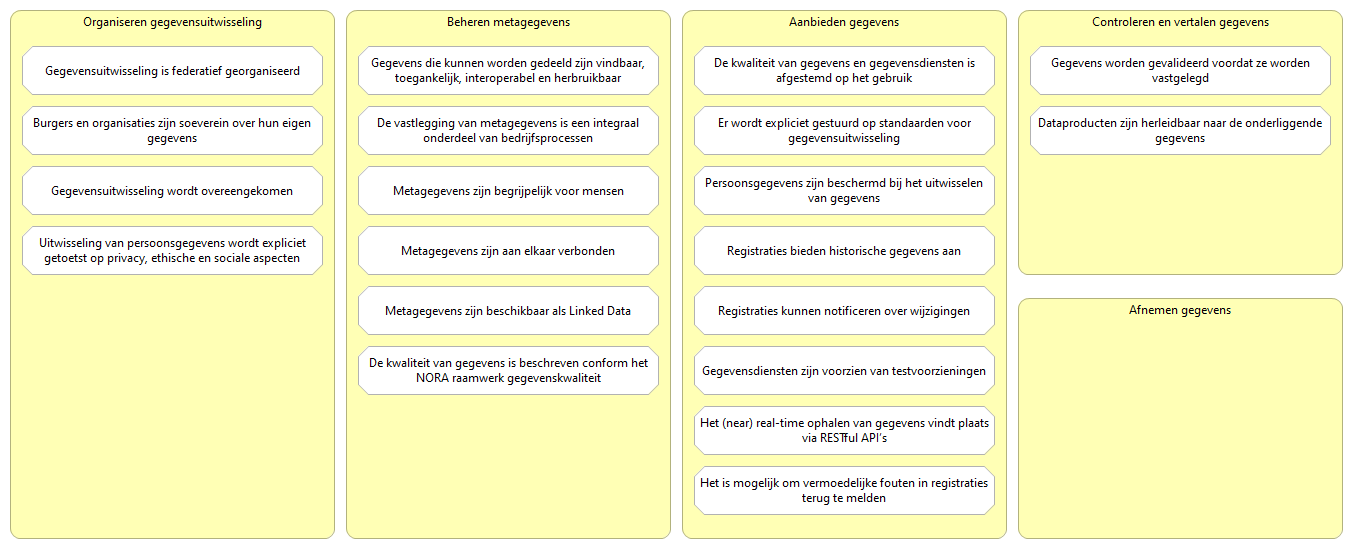 Organiseren gegevensuitwisseling
Gegevensuitwisseling is federatief georganiseerd
Burgers en organisaties zijn soeverein over hun eigen
gegevens
Gegevensuitwisseling wordt overeengekomen
Uitwisseling van persoonsgegevens wordt expliciet
getoetst op privacy, ethische en sociale aspecten
Beheren metagegevens
Gegevens die kunnen worden gedeeld zijn vindbaar,
toegankelijk, interoperabel en herbruikbaar
De vastlegging van metagegevens is een integraal
onderdeel van bedrijfsprocessen
Metagegevens zijn begrijpelijk voor mensen
Metagegevens zijn aan elkaar verbonden
Metagegevens zijn beschikbaar als Linked Data
De kwaliteit van gegevens is beschreven conform het
NORA raamwerk gegevenskwaliteit
Aanbieden gegevens
De kwaliteit van gegevens en gegevensdiensten is
afgestemd op het gebruik
Er wordt expliciet gestuurd op standaarden voor
gegevensuitwisseling
Persoonsgegevens zijn beschermd bij het uitwisselen
van gegevens
Registraties bieden historische gegevens aan
Registraties kunnen notificeren over wijzigingen
Gegevensdiensten zijn voorzien van testvoorzieningen
Het (near) real-time ophalen van gegevens vindt plaats
via RESTful API's
Het is mogelijk om vermoedelijke fouten in registraties
terug te melden
Controleren en vertalen gegevens
Gegevens worden gevalideerd voordat ze worden
vastgelegd
Dataproducten zijn herleidbaar naar de onderliggende
gegevens
Afnemen gegevens